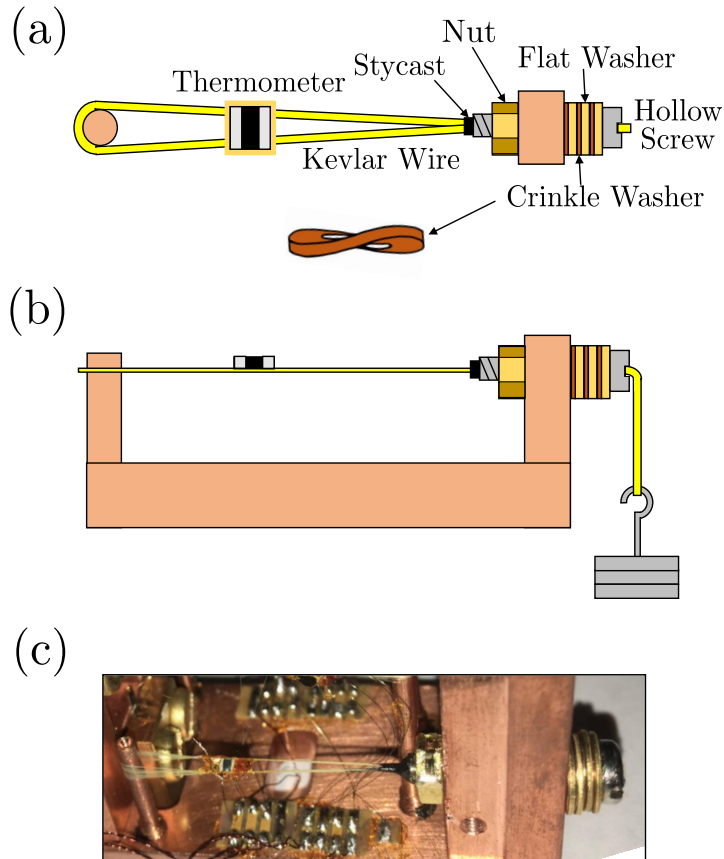 (a)
Nut
Stycast
Flat Washer
Thermometer
Hollow
Screw
Kevlar Wire
Crinkle Washer
(b)
(c)